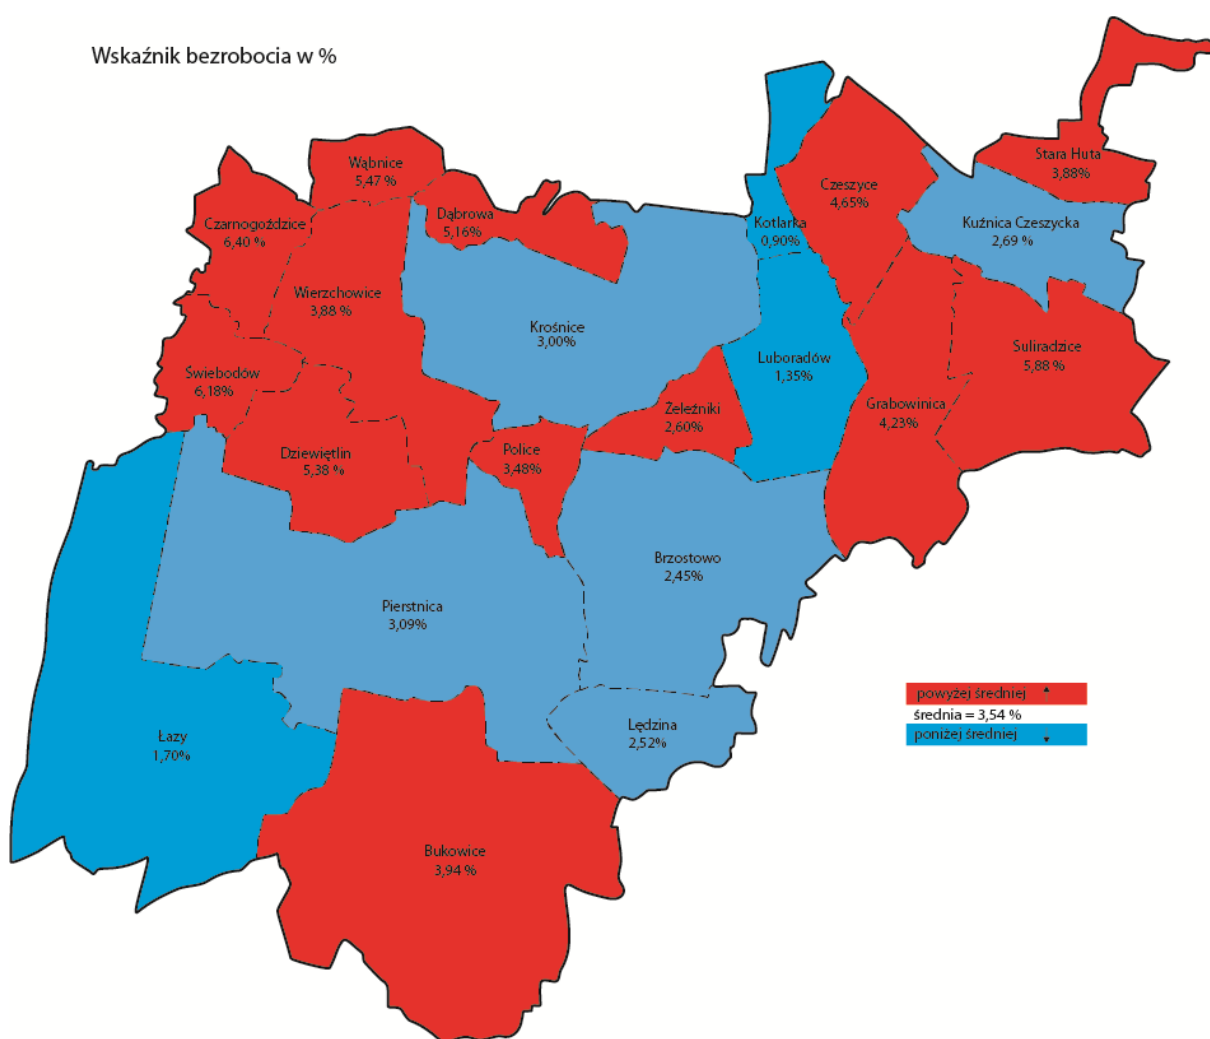 Wskaźnik bezrobocia w %
Stara Huta
3,88%
Wąbnice
5,47 %
Czeszyce
4,65%
Dąbrowa
5,16%
Czarnogoździce
6,40 %
Kotlarka
0,90%
Kuźnica Czeszycka
2,69 %
Wierzchowice
3,88 %
Krośnice
3,00%
Suliradzice
5,88 %
Luboradów
1,35%
Świebodów
6,18%
Żeleźniki
2,60%
Grabowinica
4,23%
Dziewiętlin
5,38 %
Police
3,48%
Brzostowo
2,45%
Pierstnica
3,09%
powyżej średniej
średnia = 3,54 %
poniżej średniej
Lędzina
2,52%
Łazy
1,70%
Bukowice
3,94 %